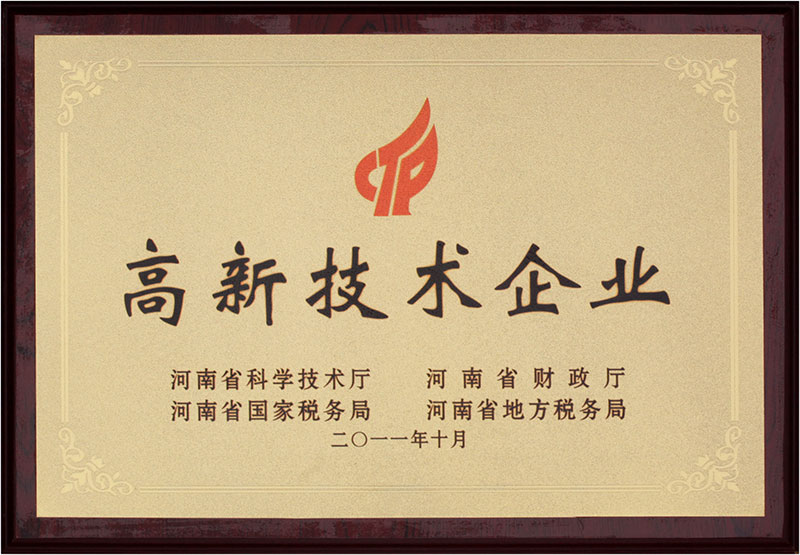 CTP
高新技术企业
河南省科学技术厅 河南省财政厅
河南省国家税务局 河南省地方税务局
二〇一一年十月